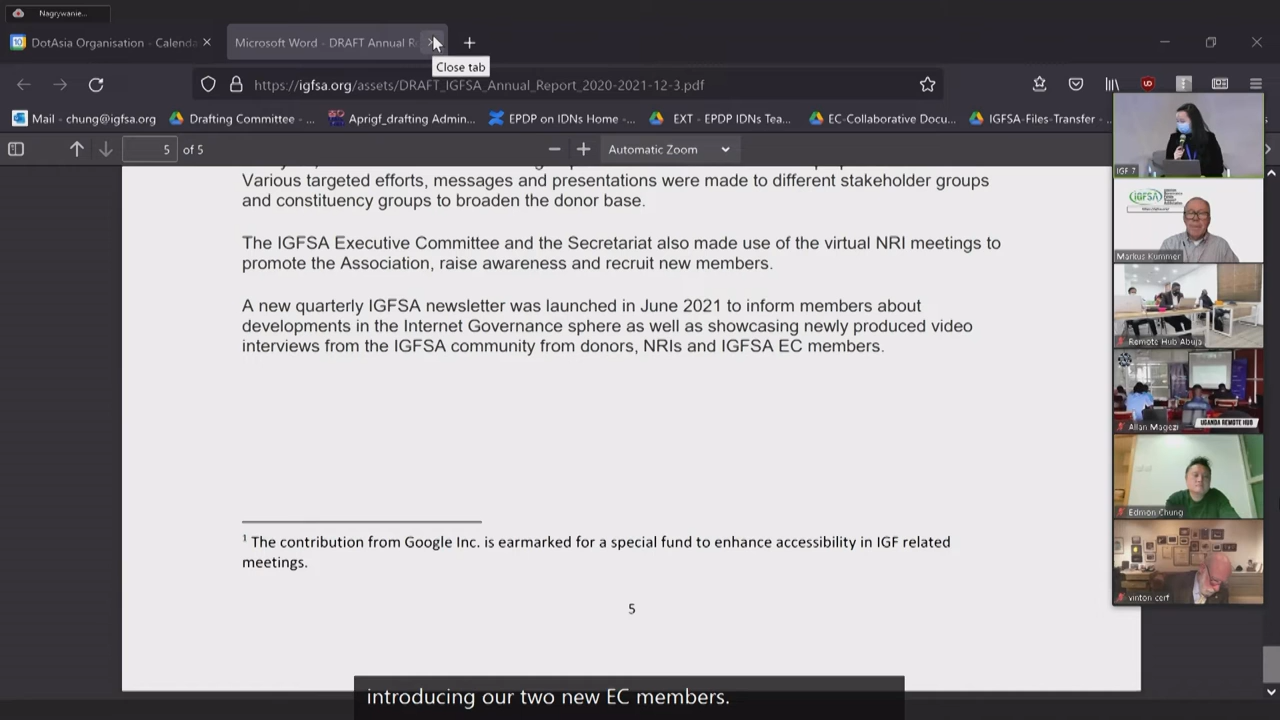 Nagrywanie...
DotAsia Organisation - Calenda
Microsoft Word - DRAFT Annual R
Close tab
https://igfsa.org/assets/DRAFT_IGFSA_Annual_Report_2020-2021-12-3.pdf
Mail - chung@igfsa.org
Drafting Committee - ...
Aprigf_drafting Admin...
EPDP on IDNs Home - ...
EXT - EPDP IDNs Tea...
EC-Collaborative Docu...
IGFSA-Files-Transfer - ...
5 of 5
Automatic Zoom
Various targeted efforts, messages and presentations were made to different stakeholder groups
and constituency groups to broaden the donor base.
The IGFSA Executive Committee and the Secretariat also made use of the virtual NRI meetings to
promote the Association, raise awareness and recruit new members.
A new quarterly IGFSA newsletter was launched in June 2021 to inform members about
developments in the Internet Governance sphere as well as showcasing newly produced video
interviews from the IGFSA community from donors, NRIs and IGFSA EC members.
1 The contribution from Google Inc. is earmarked for a special fund to enhance accessibility in IGF related
meetings.
5
IGF 7
IGFSA
Markus Kummer
Remote Hub Abuja
Allan Magezi
UGANDA REMOTE HUB
Edmon Chung
vinton cerf
introducing our two new EC members.